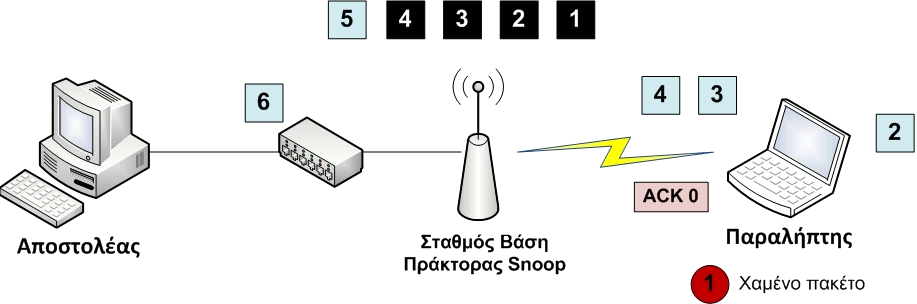 5 4 3 2 1
6
4 3
2
ACK 0
Αποστολέας
Σταθμός Βάση
Πράκτορας Snoop
Παραλήπτης
1 Χαμένο πακέτο